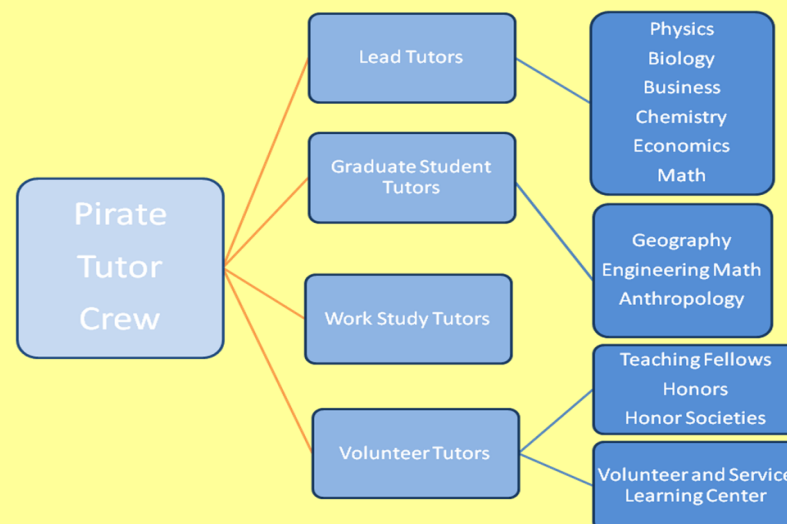 Pirate
Tutor
Crew
Lead Tutors
Graduate Student
Tutors
Work Study Tutors
Volunteer Tutors
Physics
Biology
Business
Chemistry
Economics
Math
Geography
Engineering Math
Anthropology
Teaching Fellows
Honors
Honor Societies
Volunteer and Service
Learning Center